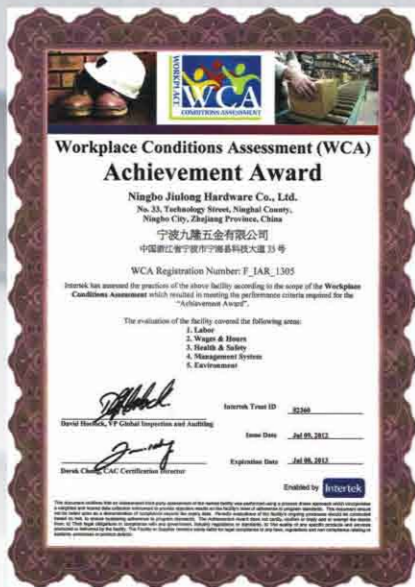 WORKPLACE
WCA
CONDITIONS ASSESSMENT
Workplace Conditions Assessment (WCA)
Achievement Award
Ningbo Jiulong Hardware Co., Ltd.
No. 33, Technology Street, Ninghai County,
Ningbo City, Zhejiang Province, China
宁波九隆五金有限公司
中国浙江省宁波市宁海县科技大道 33 号
WCA Registration Number: F_IAR_1305
Intertek has assessed the practices of the above facility according to the scope of the Workplace
Conditions Assessment which resulted in meeting the performance criteria required for the
"Achievement Award".
The evaluation of the facility covered the following areas:
1. Labor
2. Wages & Hours
3. Health & Safety
4. Management System
5. Environment
David Horlock, VP Global Inspection and Auditing
Intertek Trust ID 82360
Issue Date Jul 09, 2012
Derek Chung, CAC Certification Director
Expiration Date Jul 08, 2013
Enabled by Intertek